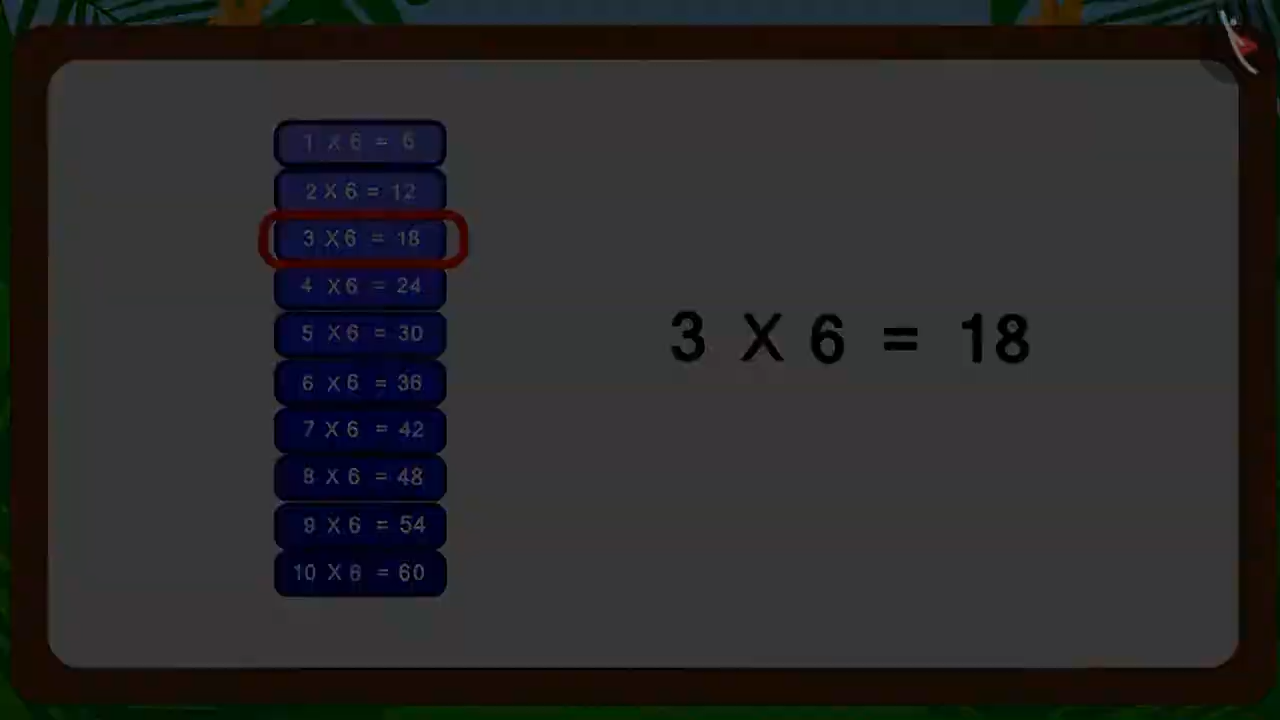 1 X 6 = 6
2 X 6 = 12
3 X 6 = 18
4 X 6 = 24
5 X 6 = 30
6 X 6 = 36
7 X 6 = 42
8 X 6 = 48
9 X 6 = 54
10 X 6 = 60
3 X 6 = 18